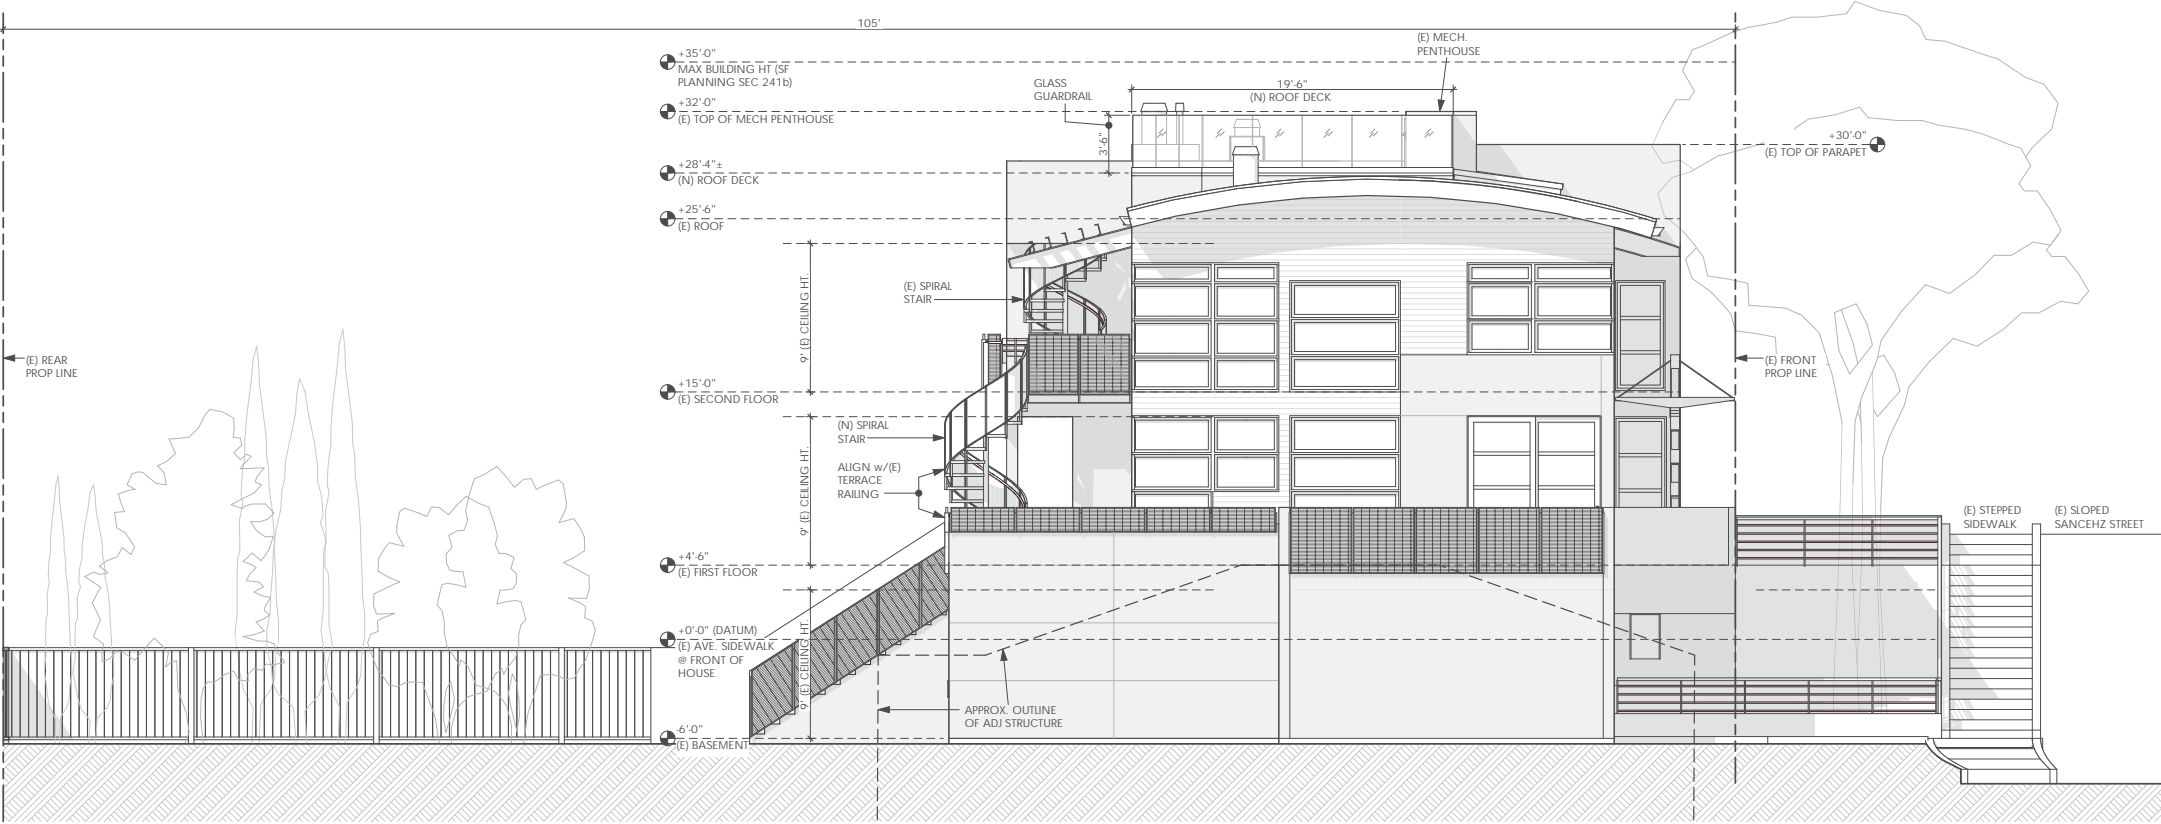 105'
(E) MECH.
PENTHOUSE
+35'-0"
MAX BUILDING HT (SF
PLANNING SEC 241b)
GLASS
GUARDRAIL
19'-6"
(N) ROOF DECK
+32'-0"
(E) TOP OF MECH PENTHOUSE
3'-6"
+30'-0"
(E) TOP OF PARAPET
+28'-4"±
(N) ROOF DECK
+25'-6"
(E) ROOF
9' (E) CEILING HT.
(E) SPIRAL
STAIR
(E) REAR
PROP LINE
(E) FRONT
PROP LINE
+15'-0"
(E) SECOND FLOOR
(N) SPIRAL
STAIR
9' (E) CEILING HT.
ALIGN w/(E)
TERRACE
RAILING
(E) STEPPED
SIDEWALK
(E) SLOPED
SANCEHZ STREET
+4'-6"
(E) FIRST FLOOR
+0'-0" (DATUM)
(E) AVE. SIDEWALK
@ FRONT OF
HOUSE
9' (E) CEILING HT.
APPROX. OUTLINE
OF ADJ STRUCTURE
-6'-0"
(E) BASEMENT